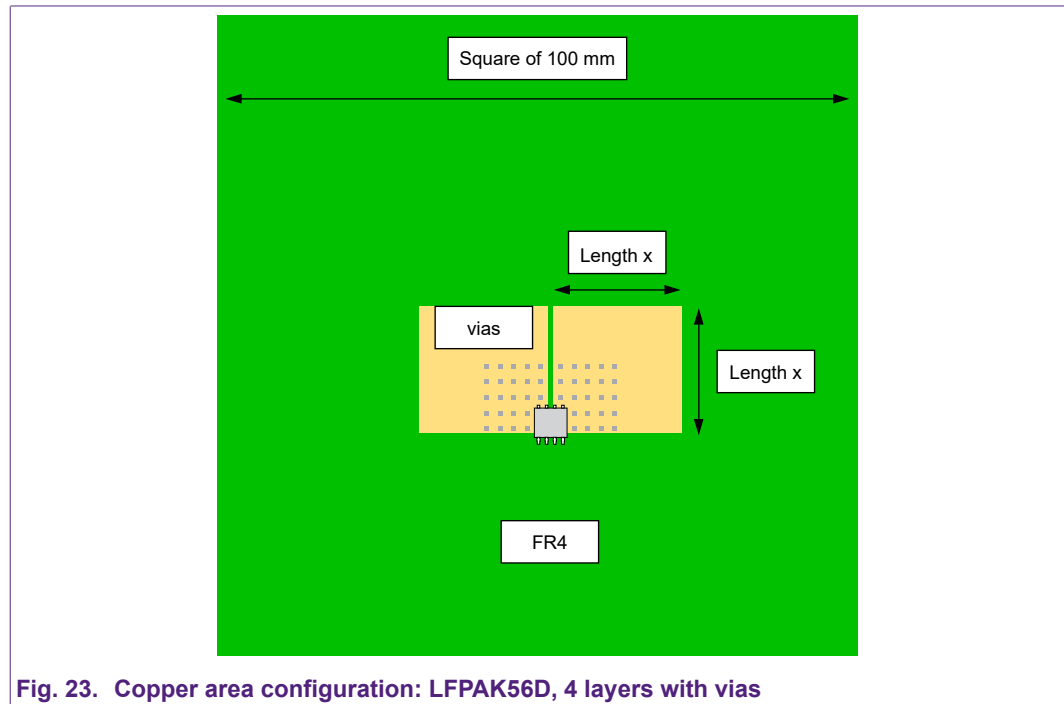 Square of 100 mm
Length x
vias
Length x
FR4
Fig. 23. Copper area configuration: LFPAK56D, 4 layers with vias